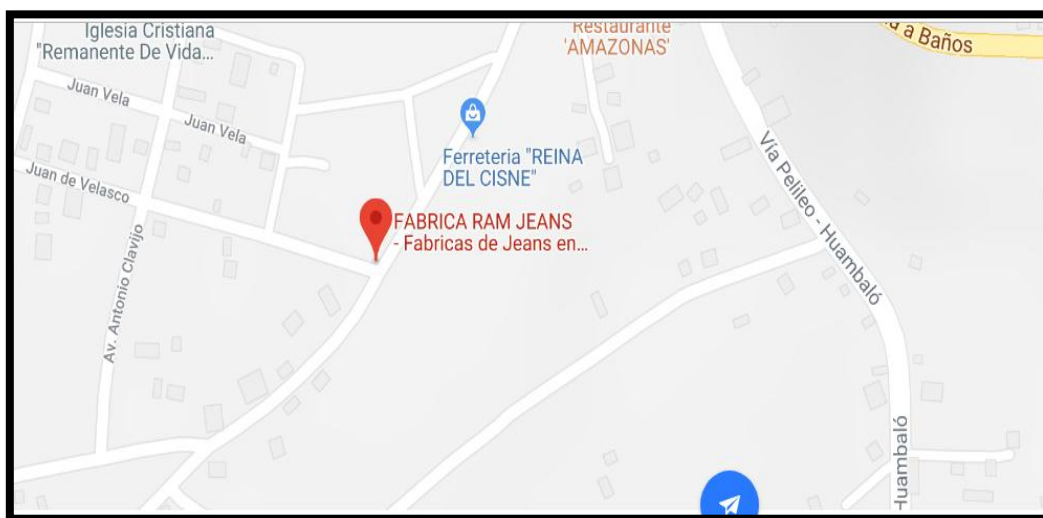 Iglesia Cristiana
"Remanente De Vida...
Restaurante
'AMAZONAS'
a Baños
Juan Vela
Juan Vela
Ferreteria "REINA
DEL CISNE"
Vía Pelileo - Huambaló
Juan de Velasco
FABRICA RAM JEANS
- Fabricas de Jeans en...
Av. Antonio Clavijo
Huambaló